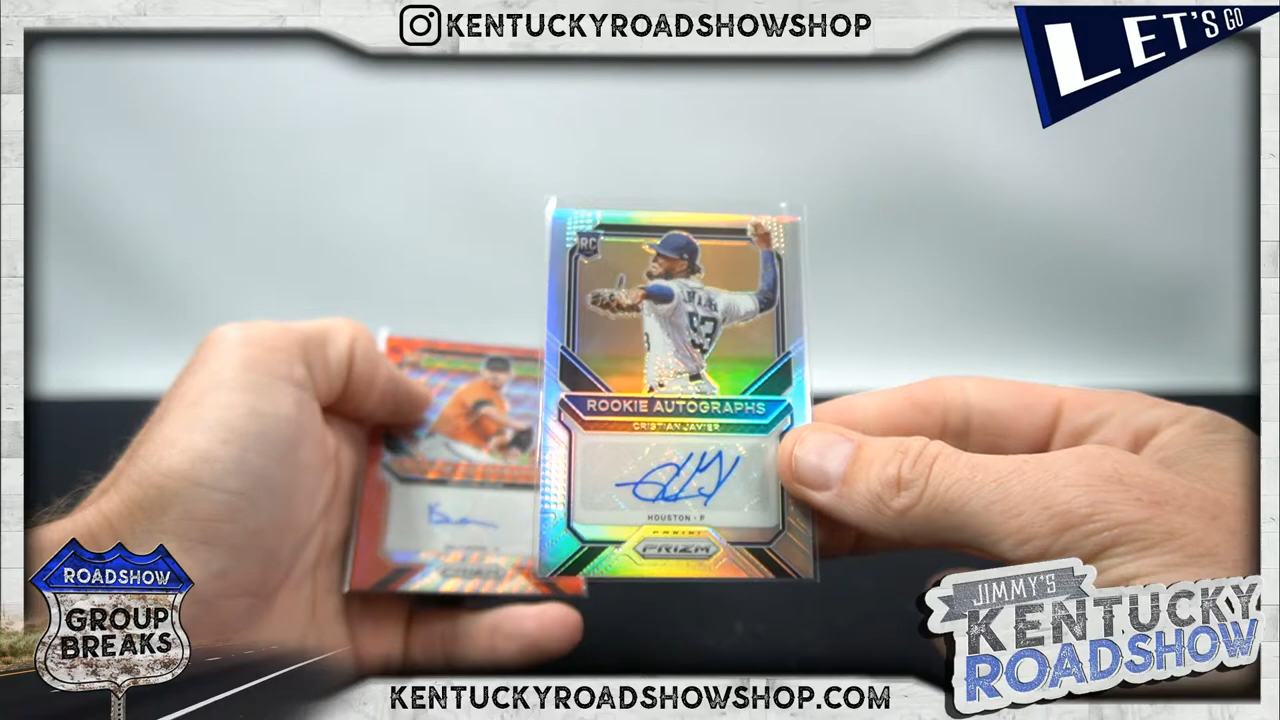 KENTUCKYROADSHOWSHOP
LET'S GO
RC
93
ROOKIE AUTOGRAPHS
CRISTIAN JAVIER
HOUSTON • P
PANINI
PRIZM
ROADSHOW
GROUP
BREAKS
JIMMY'S
KENTUCKY
ROADSHOW
KENTUCKYROADSHOWSHOP.COM